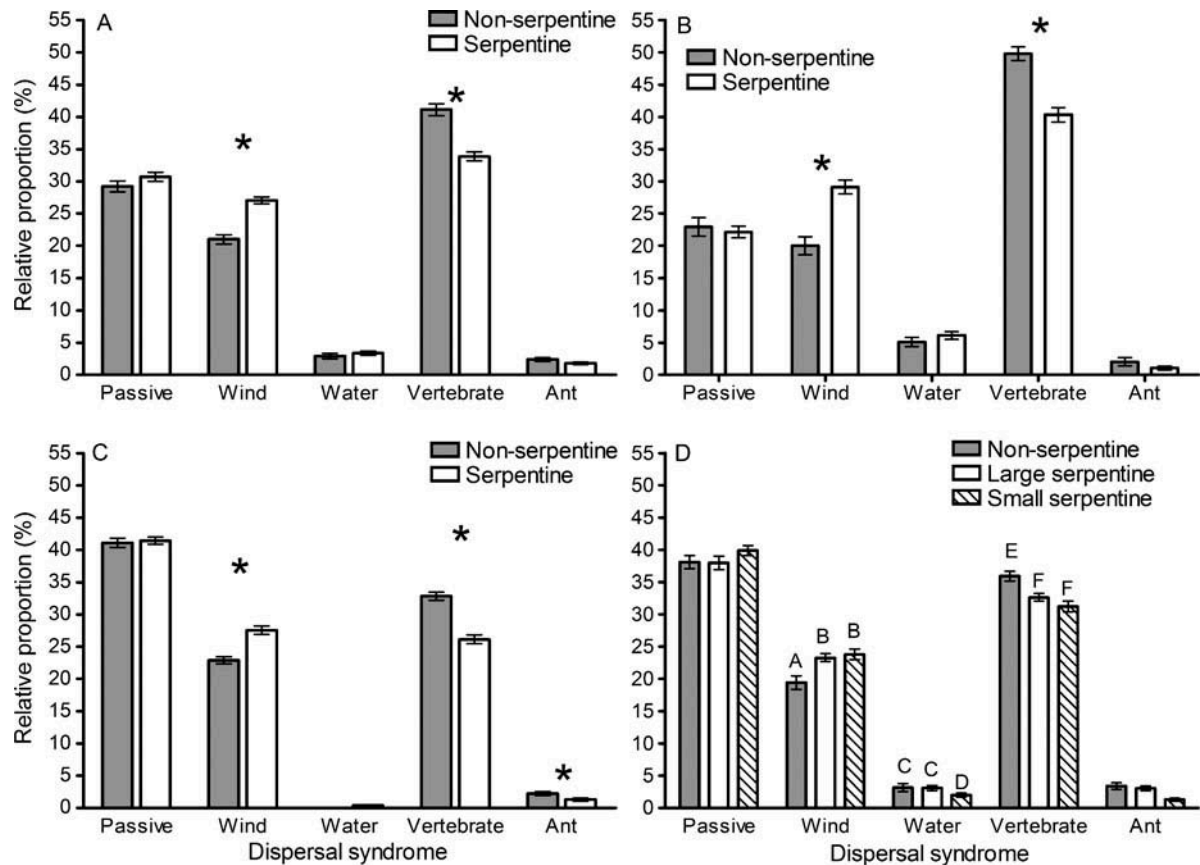 A
Non-serpentine
Serpentine
Relative proportion (%)
55
50
45
40
35
30
25
20
15
10
5
0
*
*
Passive Wind Water Vertebrate Ant
B
Non-serpentine
Serpentine
55
50
45
40
35
30
25
20
15
10
5
0
*
*
Passive Wind Water Vertebrate Ant
C
Non-serpentine
Serpentine
Relative proportion (%)
55
50
45
40
35
30
25
20
15
10
5
0
*
*
*
Passive Wind Water Vertebrate Ant
Dispersal syndrome
D
Non-serpentine
Large serpentine
Small serpentine
55
50
45
40
35
30
25
20
15
10
5
0
A B B
C C D
E F F
Passive Wind Water Vertebrate Ant
Dispersal syndrome